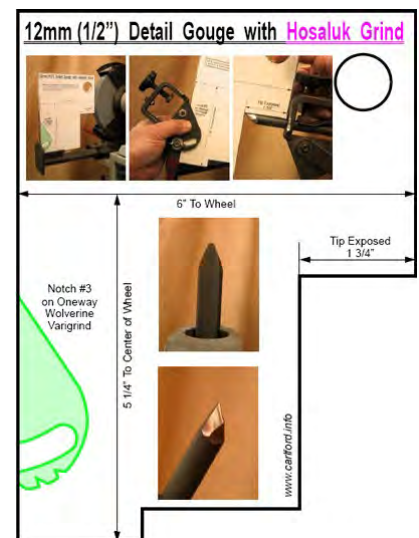 12mm (1/2”) Detail Gouge with Hosaluk Grind
6” To Wheel
Tip Exposed
1 3/4”
Notch #3
on Oneway
Wolverine
Varigrind
5 1/4” To Center of Wheel
www.carlford.info